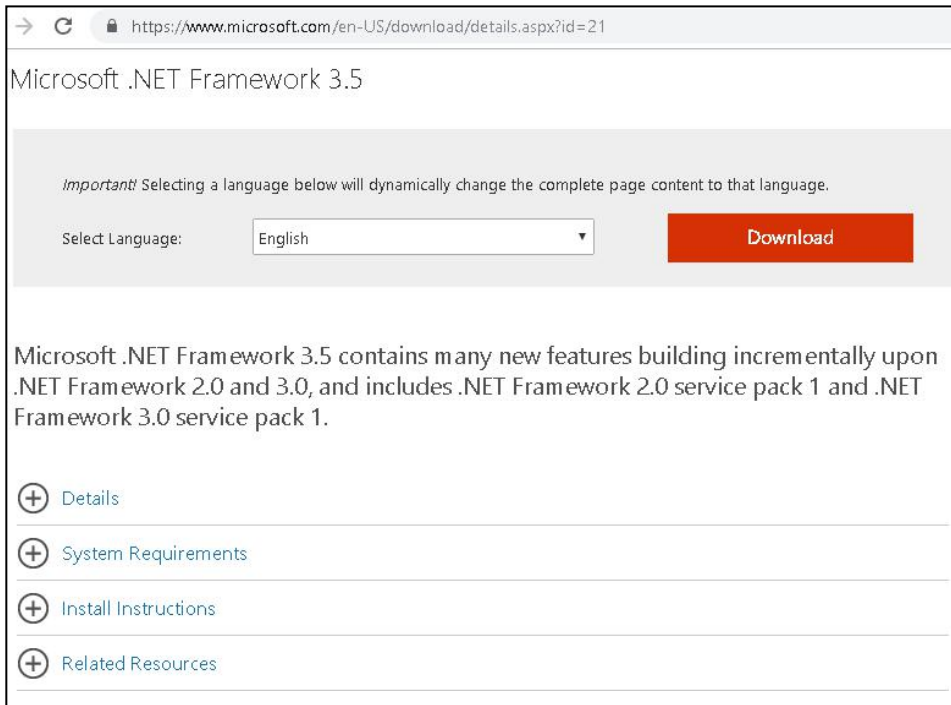 https://www.microsoft.com/en-US/download/details.aspx?id=21
Microsoft .NET Framework 3.5
Important! Selecting a language below will dynamically change the complete page content to that language.
Select Language:
English
Download
Microsoft .NET Framework 3.5 contains many new features building incrementally upon
.NET Framework 2.0 and 3.0, and includes .NET Framework 2.0 service pack 1 and .NET
Framework 3.0 service pack 1.
Details
System Requirements
Install Instructions
Related Resources